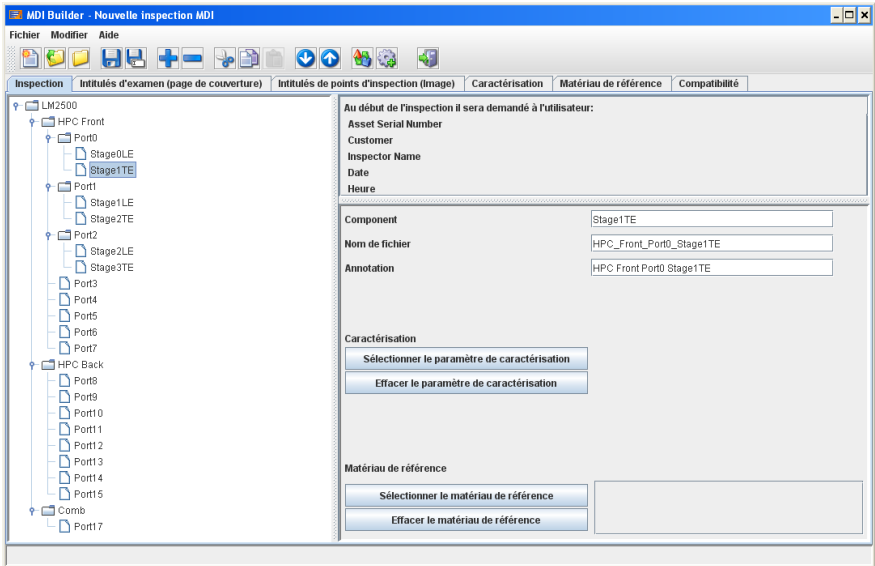 MDI Builder - Nouvelle inspection MDI
Fichier Modifier Aide
Inspection Intitulés d'examen (page de couverture) Intitulés de points d'inspection (Image) Caractérisation Matériau de référence Compatibilité
LM2500
HPC Front
Port0
Stage0LE
Stage1TE
Port1
Stage1LE
Stage2TE
Port2
Stage2LE
Stage3TE
Port3
Port4
Port5
Port6
Port7
HPC Back
Port8
Port9
Port10
Port11
Port12
Port13
Port14
Port15
Comb
Port17
Au début de l'inspection il sera demandé à l'utilisateur:
Asset Serial Number
Customer
Inspector Name
Date
Heure
Component Stage1TE
Nom de fichier HPC_Front_Port0_Stage1TE
Annotation HPC Front Port0 Stage1TE
Caractérisation
Sélectionner le paramètre de caractérisation
Effacer le paramètre de caractérisation
Matériau de référence
Sélectionner le matériau de référence
Effacer le matériau de référence